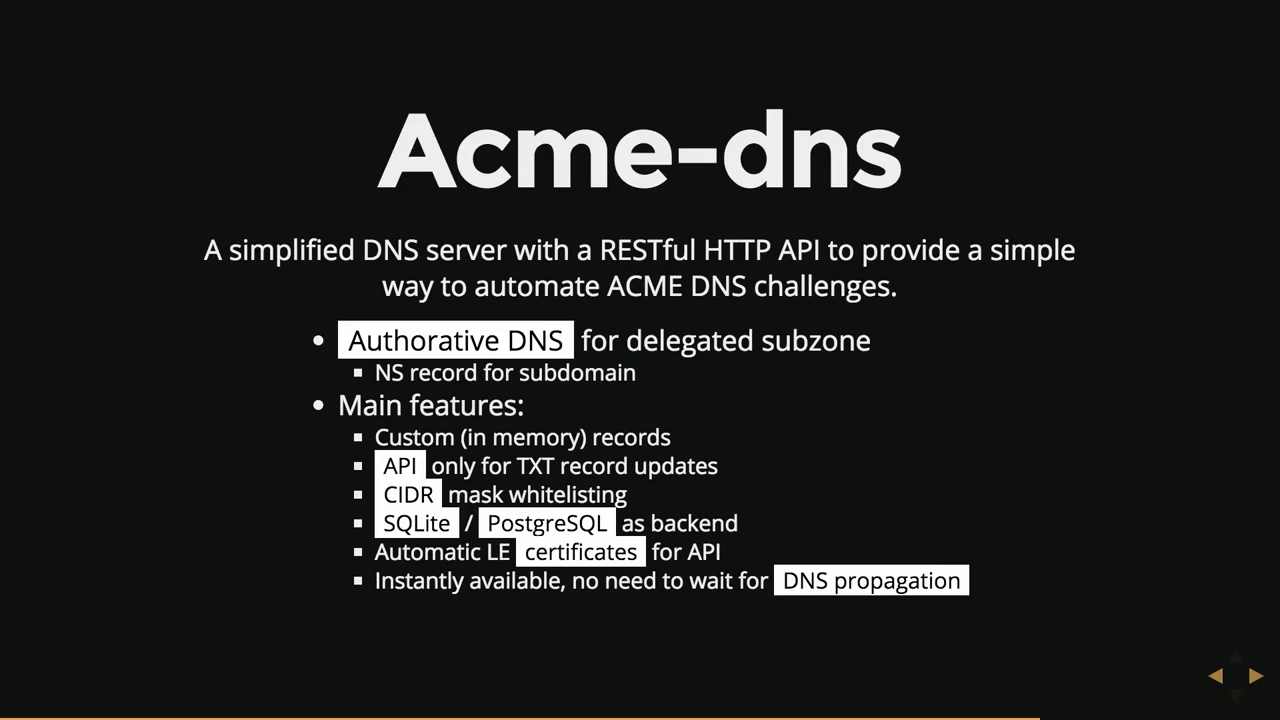 Acme-dns
A simplified DNS server with a RESTful HTTP API to provide a simple
way to automate ACME DNS challenges.
Authorative DNS for delegated subzone
NS record for subdomain
Main features:
Custom (in memory) records
API only for TXT record updates
CIDR mask whitelisting
SQLite / PostgreSQL as backend
Automatic LE certificates for API
Instantly available, no need to wait for DNS propagation